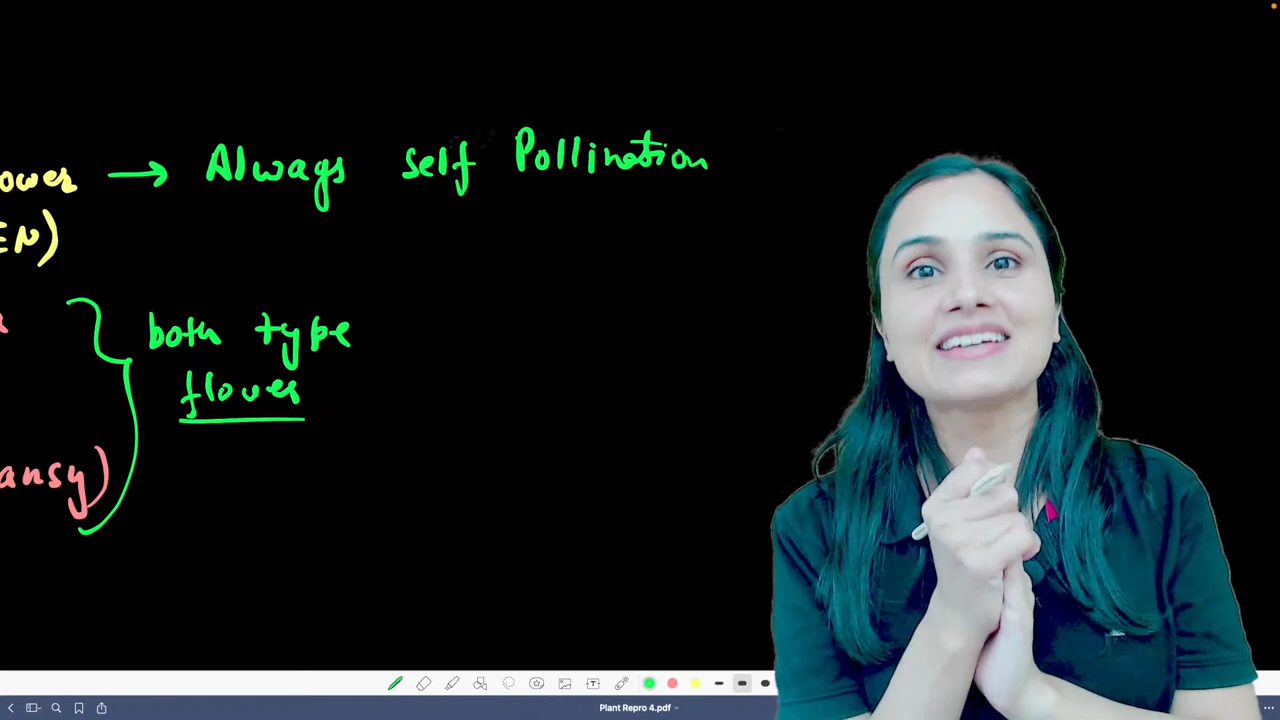 ower → Always self Pollination
EN)
both type
flower
ansy)
Plant Repro 4.pdf